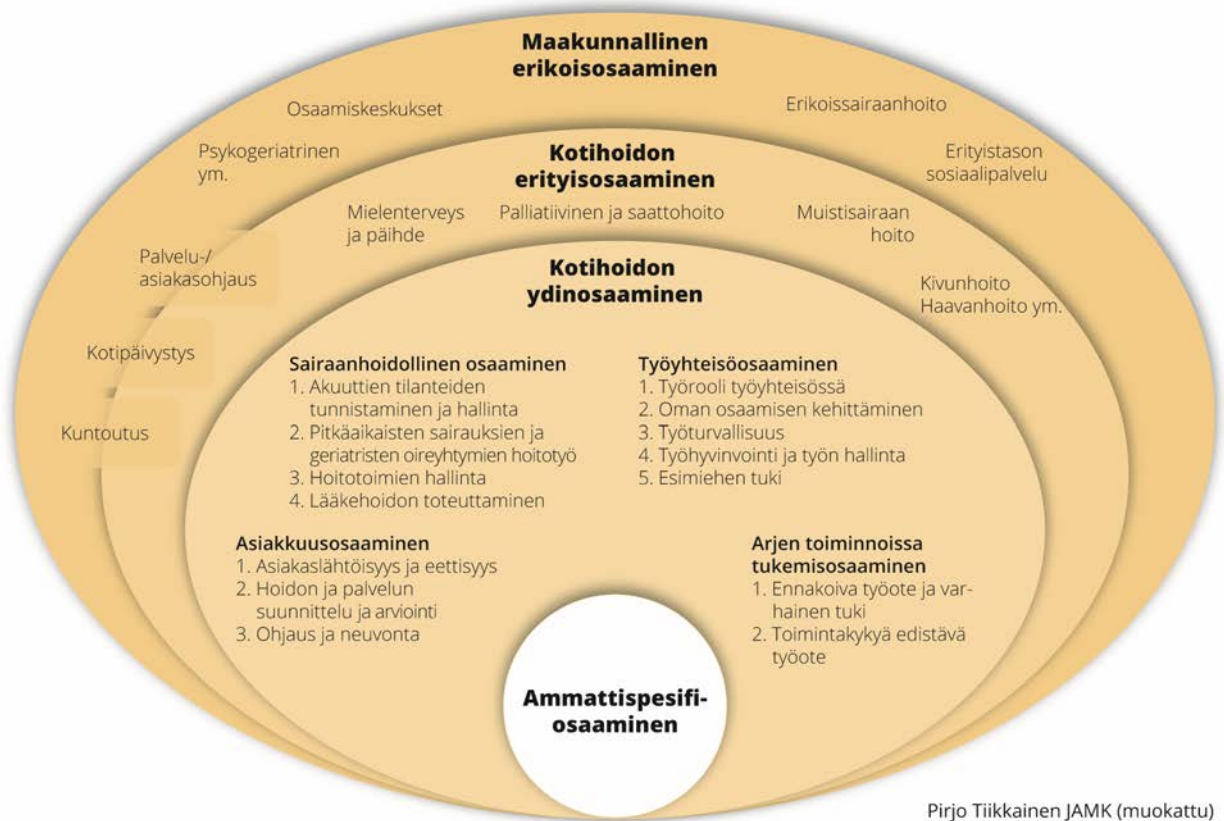 Maakunnallinen
erikoisosaaminen
Osaamiskeskukset
Erikoissairaanhoito
Psykogeriatrinen
ym.
Erityistason
sosiaalipalvelu
Kotihoidon
erityisosaaminen
Mielenterveys
ja päihde
Palliatiivinen ja saattohoito
Muistisairaan
hoito
Palvelu-/
asiakasohjaus
Kivunhoito
Haavanhoito ym.
Kotipäivystys
Kuntoutus
Kotihoidon
ydinosaaminen
Sairaanhoidollinen osaaminen
1. Akuuttien tilanteiden
tunnistaminen ja hallinta
2. Pitkäaikaisten sairauksien ja
geriatristen oireyhtymien hoitotyö
3. Hoitotoimien hallinta
4. Lääkehoidon toteuttaminen
Työyhteisöosaaminen
1. Työrooli työyhteisössä
2. Oman osaamisen kehittäminen
3. Työturvallisuus
4. Työhyvinvointi ja työn hallinta
5. Esimiehen tuki
Asiakkuusosaaminen
1. Asiakaslähtöisyys ja eettisyys
2. Hoidon ja palvelun
suunnittelu ja arviointi
3. Ohjaus ja neuvonta
Arjen toiminnoissa
tukemisosaaminen
1. Ennakoiva työote ja var-
hainen tuki
2. Toimintakykyä edistävä
työote
Ammattispesifi-
osaaminen
Pirjo Tiikkainen JAMK (muokattu)